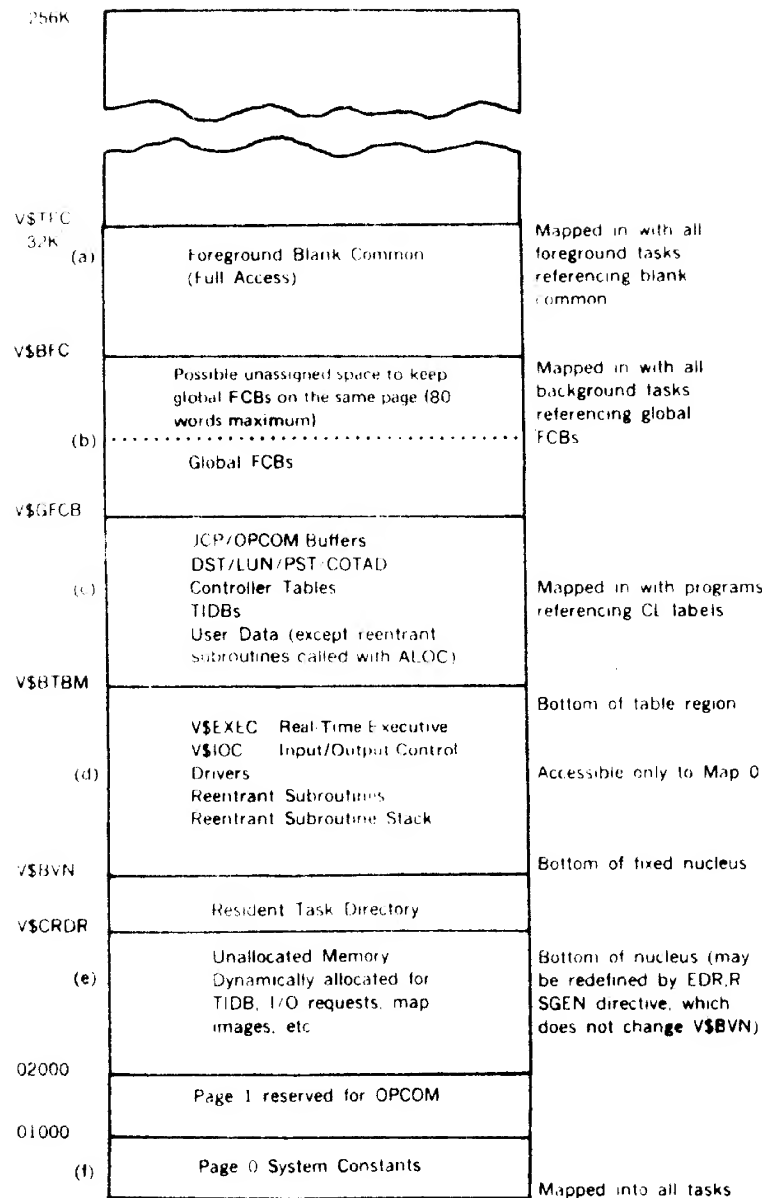 256K
V$TFC
32K
(a)
Foreground Blank Common
(Full Access)
Mapped in with all
foreground tasks
referencing blank
common
V$BFC
Possible unassigned space to keep
global FCBs on the same page (80
words maximum)
(b)
Global FCBs
Mapped in with all
background tasks
referencing global
FCBs
V$GFCB
JCP/OPCOM Buffers
DST/LUN/PST COTAD
(c)
Controller Tables
TIDBs
User Data (except reentrant
subroutines called with ALOC)
Mapped in with programs
referencing CL labels
V$BTBM
Bottom of table region
V$EXEC Real-Time Executive
V$IOC Input/Output Control
(d)
Drivers
Reentrant Subroutines
Reentrant Subroutine Stack
Accessible only to Map 0
Bottom of fixed nucleus
V$BVN
Resident Task Directory
V$CRDR
(e)
Unallocated Memory
Dynamically allocated for
TIDB, I/O requests, map
images, etc
Bottom of nucleus (may
be redefined by EDR,R
SGEN directive, which
does not change V$BVN)
02000
Page 1 reserved for OPCOM
01000
(f)
Page 0 System Constants
Mapped into all tasks